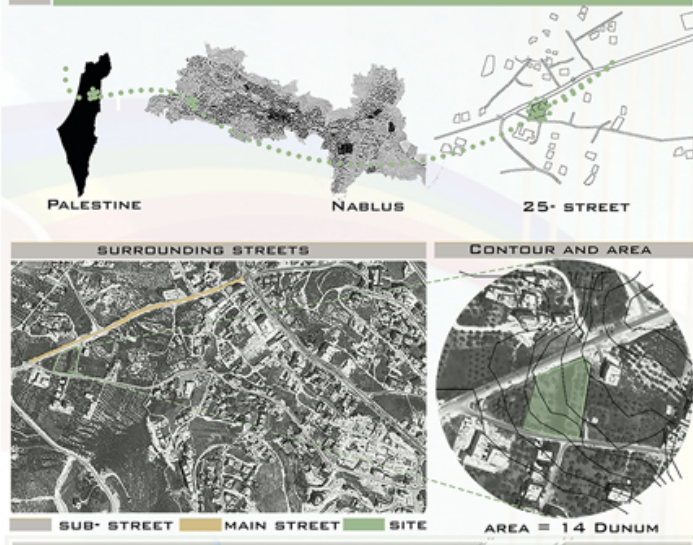 PALESTINE
NABLUS
25- STREET
SURROUNDING STREETS
CONTOUR AND AREA
SUB- STREET MAIN STREET SITE
AREA = 14 DUNUM